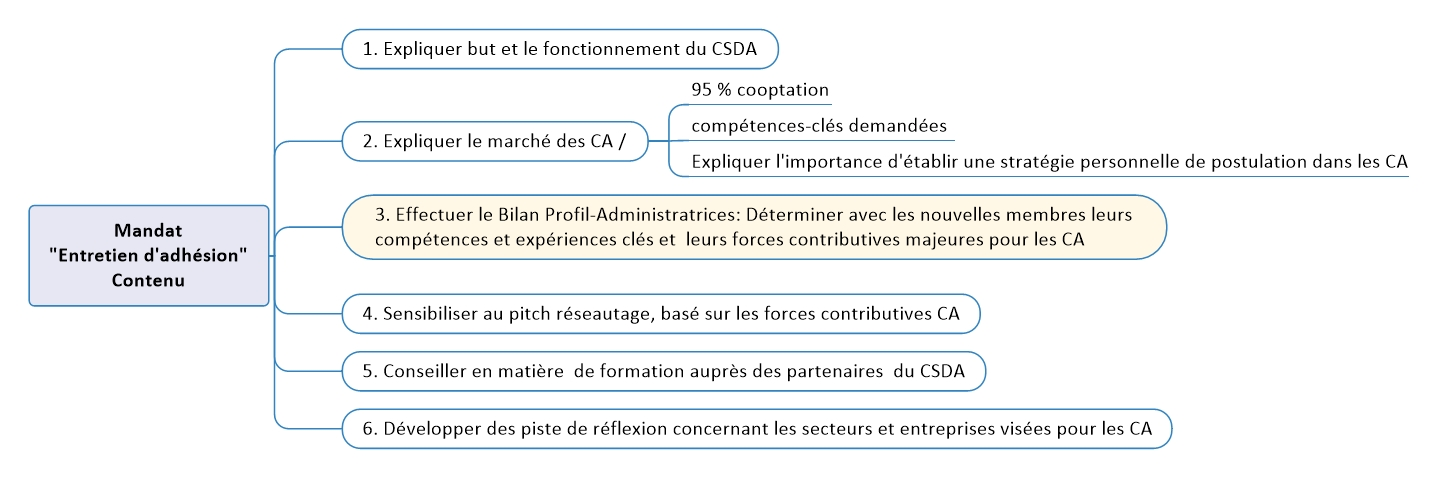 Mandat
"Entretien d'adhésion"
Contenu
1. Expliquer but et le fonctionnement du CSDA
2. Expliquer le marché des CA /
95 % cooptation
compétences-clés demandées
Expliquer l'importance d'établir une stratégie personnelle de postulation dans les CA
3. Effectuer le Bilan Profil-Administratrices: Déterminer avec les nouvelles membres leurs
compétences et expériences clés et  leurs forces contributives majeures pour les CA
4. Sensibiliser au pitch réseautage, basé sur les forces contributives CA
5. Conseiller en matière  de formation auprès des partenaires  du CSDA
6. Développer des piste de réflexion concernant les secteurs et entreprises visées pour les CA